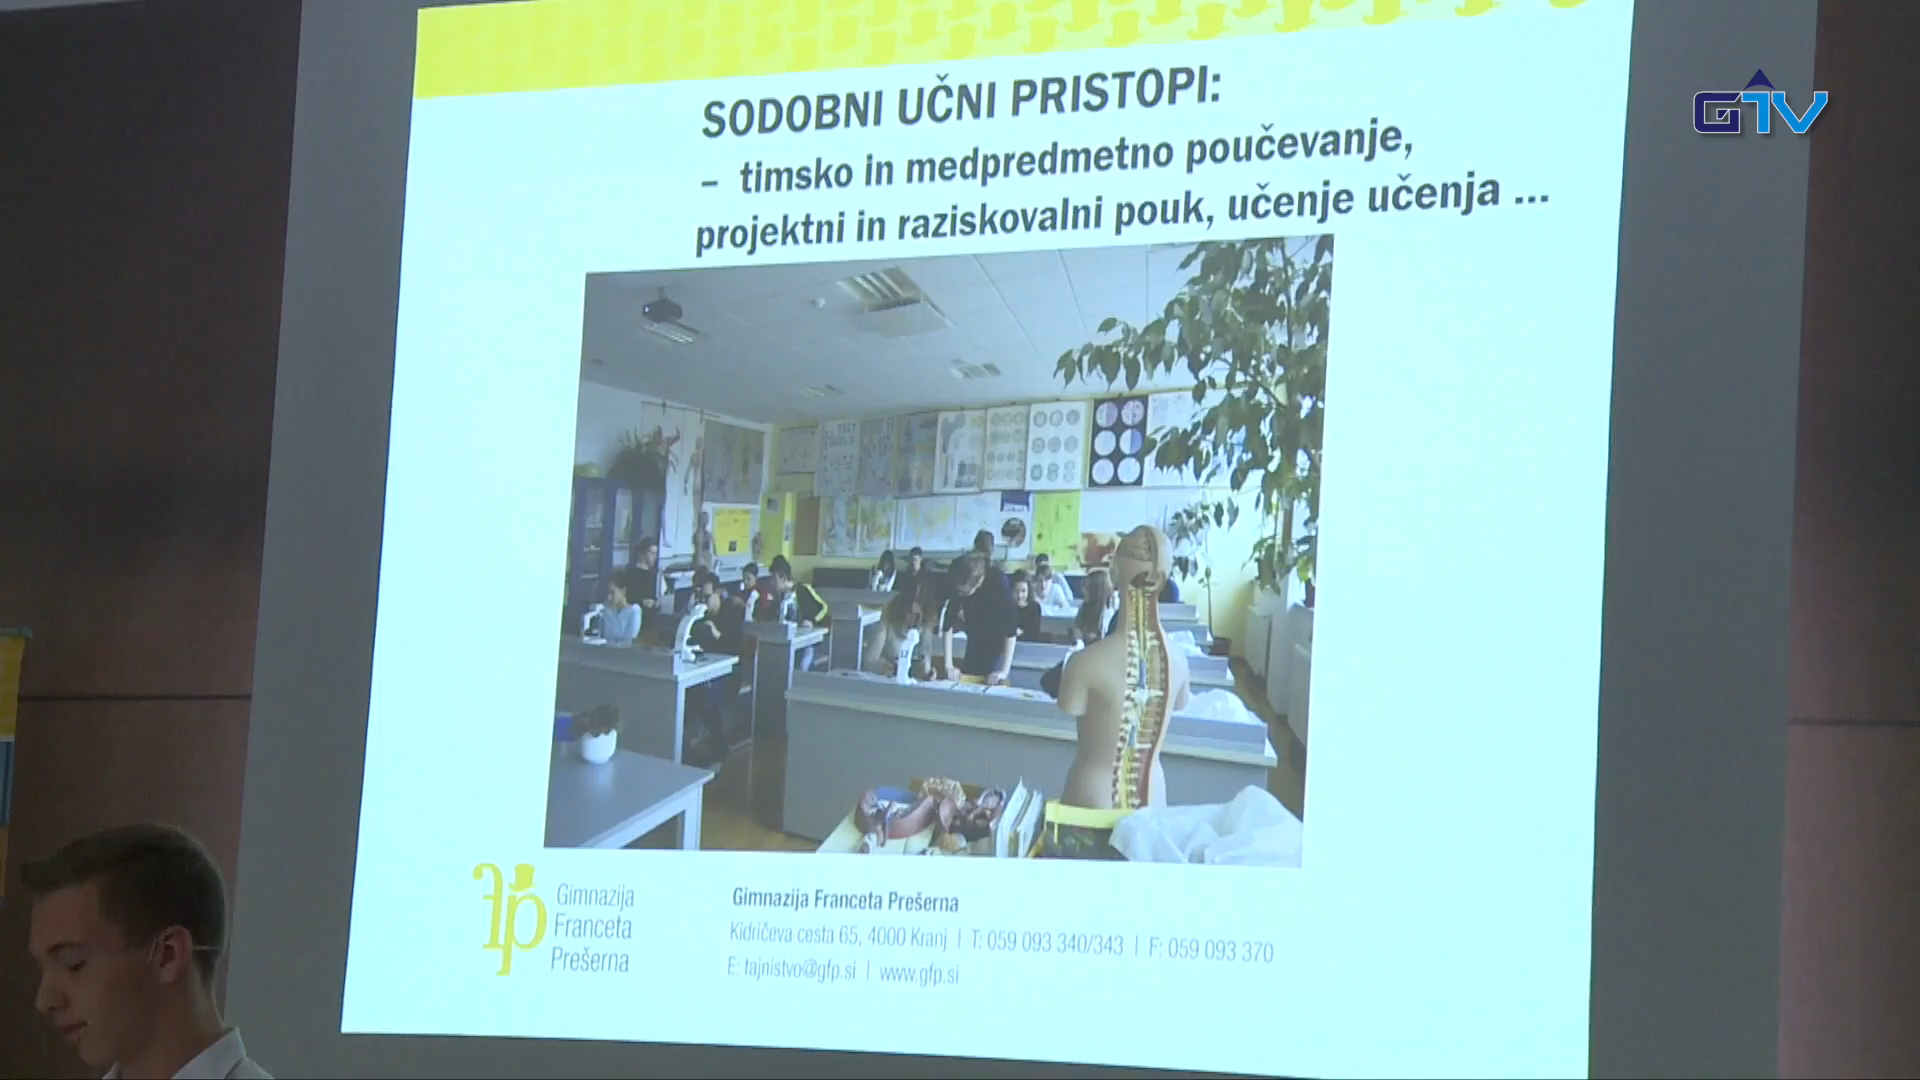 SODOBNI UČNI PRISTOPI:
– timsko in medpredmetno poučevanje,
projektni in raziskovalni pouk, učenje učenja ...
GTV
fp
Gimnazija
Franceta
Prešerna
Gimnazija Franceta Prešerna
Kidričeva cesta 65, 4000 Kranj | T: 059 093 340/343 | F: 059 093 370
E: tajnistvo@gfp.si | www.gfp.si